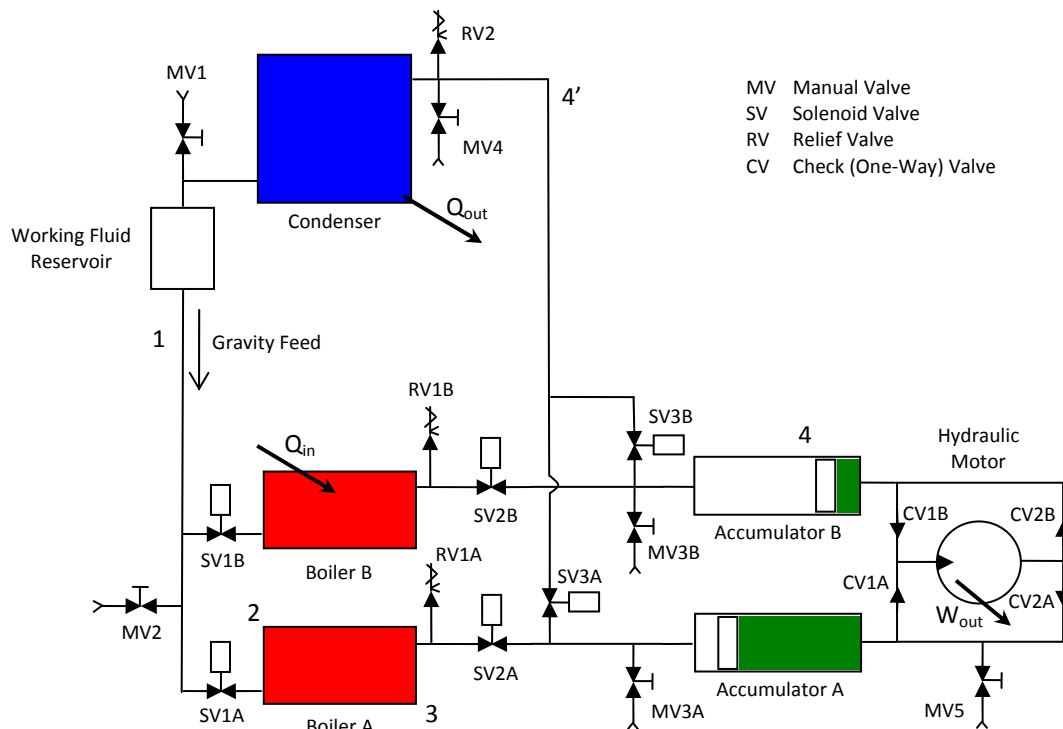 RV2
MV1
4’
MV4
MV Manual Valve
SV Solenoid Valve
RV Relief Valve
CV Check (One-Way) Valve
Qout
Condenser
Working Fluid
Reservoir
1
Gravity Feed
RV1B
SV3B
4
Hydraulic
Motor
Qin
SV2B
CV1B
CV2B
SV1B
Boiler B
RV1A
MV3B
Accumulator B
SV3A
CV1A
CV2A
MV2
2
Wout
SV2A
SV1A
Boiler A
3
MV3A
Accumulator A
MV5